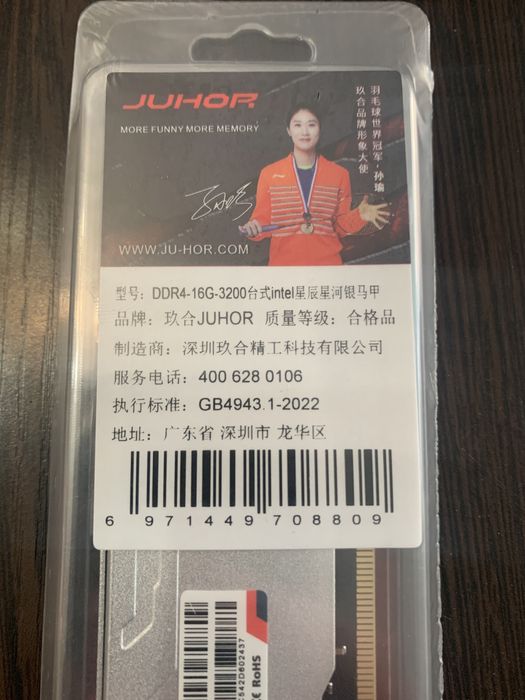 JUHOR
MORE FUNNY MORE MEMORY
羽毛球世界冠军·孙瑜
玖合品牌形象大使
WWW.JU-HOR.COM
型号：DDR4-16G-3200台式intel星辰星河银马甲
品牌：玖合JUHOR 质量等级：合格品
制造商：深圳玖合精工科技有限公司
服务电话：400 628 0106
执行标准：GB4943.1-2022
地址：广东省 深圳市 龙华区
6 971449 708809
542D602437
CE RoHS